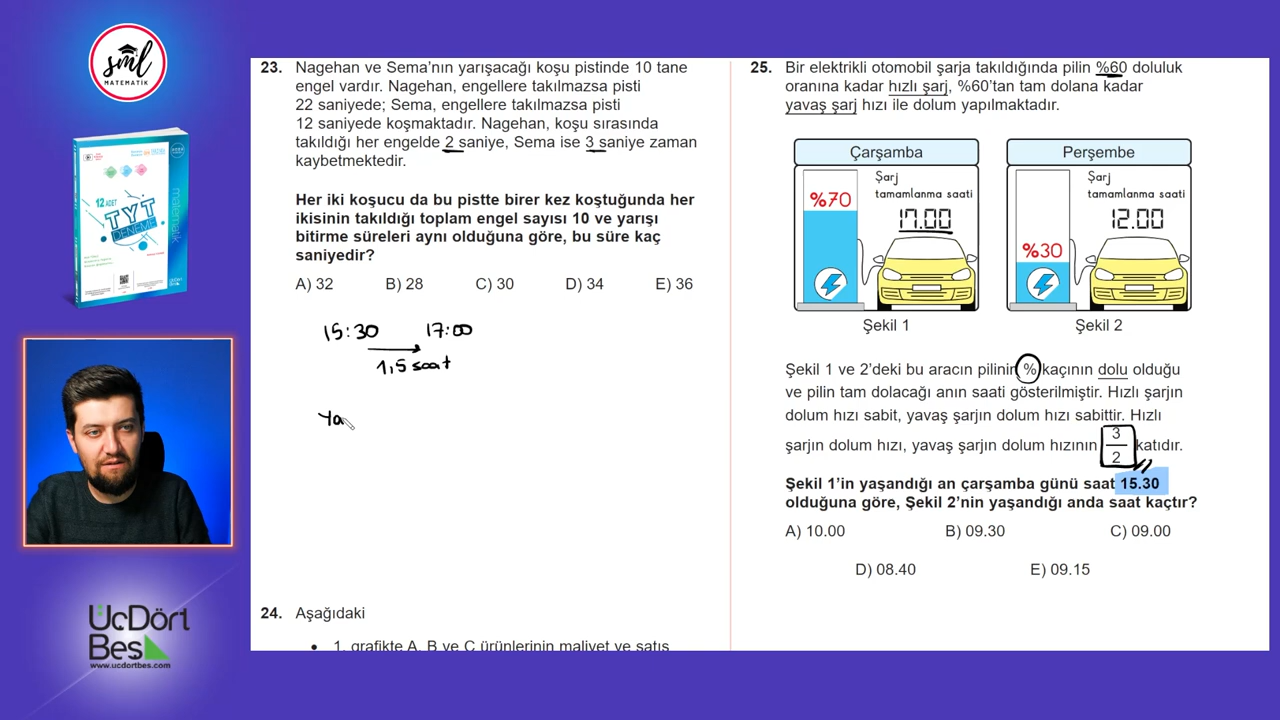 sml
MATEMATİK
12 ADET
TYT
DENEME
matematik
ÜçDört
Beş
www.ucdortbes.com
23. Nagehan ve Sema’nın yarışacağı koşu pistinde 10 tane
engel vardır. Nagehan, engellere takılmazsa pisti
22 saniyede; Sema, engellere takılmazsa pisti
12 saniyede koşmaktadır. Nagehan, koşu sırasında
takıldığı her engelde 2 saniye, Sema ise 3 saniye zaman
kaybetmektedir.
Her iki koşucu da bu pistte birer kez koştuğunda her
ikisinin takıldığı toplam engel sayısı 10 ve yarışı
bitirme süreleri aynı olduğuna göre, bu süre kaç
saniyedir?
A) 32 B) 28 C) 30 D) 34 E) 36
15:30 17:00
1,5 saat
Ya
24. Aşağıdaki
• 1. grafikte A, B ve C ürünlerinin maliyet ve satış
25. Bir elektrikli otomobil şarja takıldığında pilin %60 doluluk
oranına kadar hızlı şarj, %60’tan tam dolana kadar
yavaş şarj hızı ile dolum yapılmaktadır.
Çarşamba
%70
Şarj
tamamlanma saati
17.00
Şekil 1
Perşembe
%30
Şarj
tamamlanma saati
12.00
Şekil 2
Şekil 1 ve 2’deki bu aracın pilinin % kaçının dolu olduğu
ve pilin tam dolacağı anın saati gösterilmiştir. Hızlı şarjın
dolum hızı sabit, yavaş şarjın dolum hızı sabittir. Hızlı
şarjın dolum hızı, yavaş şarjın dolum hızının 3/2 katıdır.
Şekil 1’in yaşandığı an çarşamba günü saat 15.30
olduğuna göre, Şekil 2’nin yaşandığı anda saat kaçtır?
A) 10.00 B) 09.30 C) 09.00
D) 08.40 E) 09.15